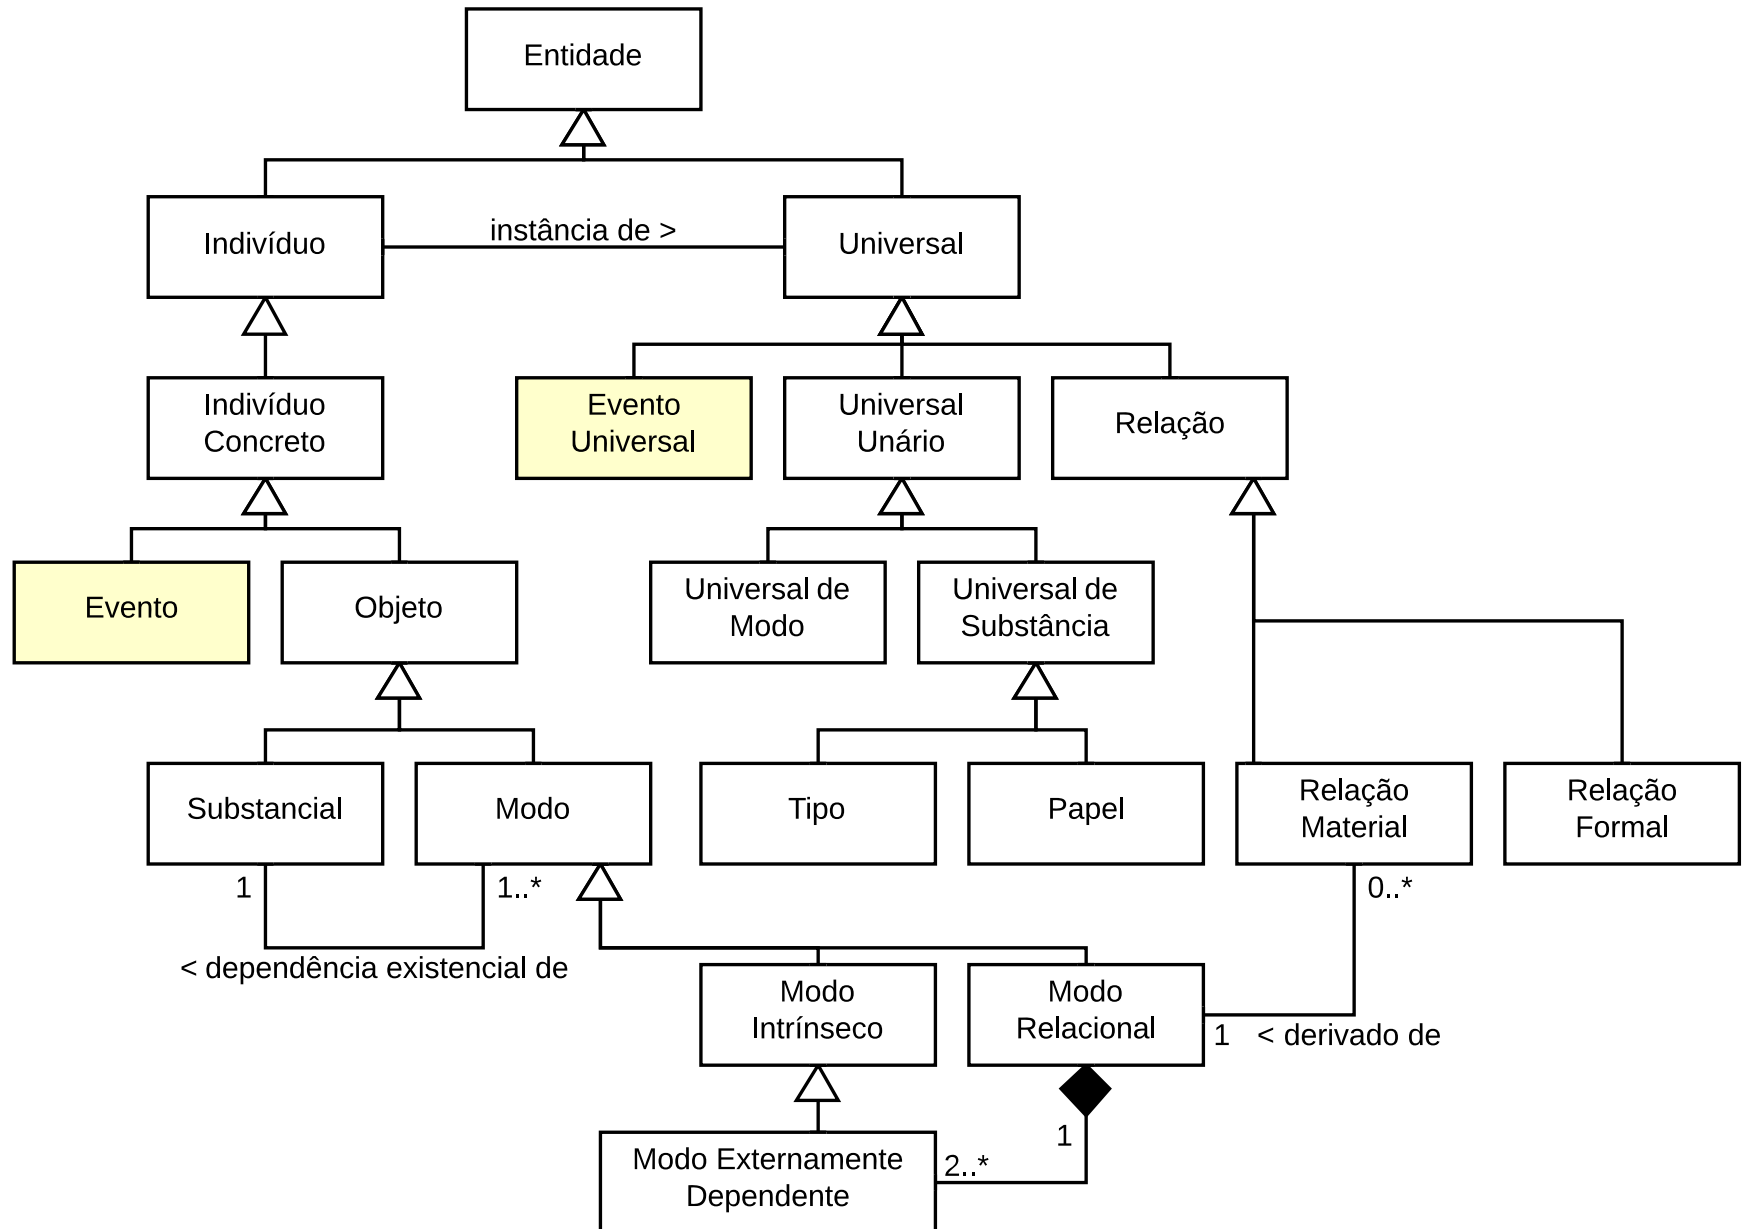 Entidade
Indivíduo
instância de >
Universal
Indivíduo
Concreto
Evento
Universal
Universal
Unário
Relação
Evento
Objeto
Universal de
Modo
Universal de
Substância
Substancial
Modo
Tipo
Papel
Relação
Material
Relação
Formal
1
1..*
0..*
< dependência existencial de
Modo
Intrínseco
Modo
Relacional
1
< derivado de
1
2..*
Modo Externamente
Dependente